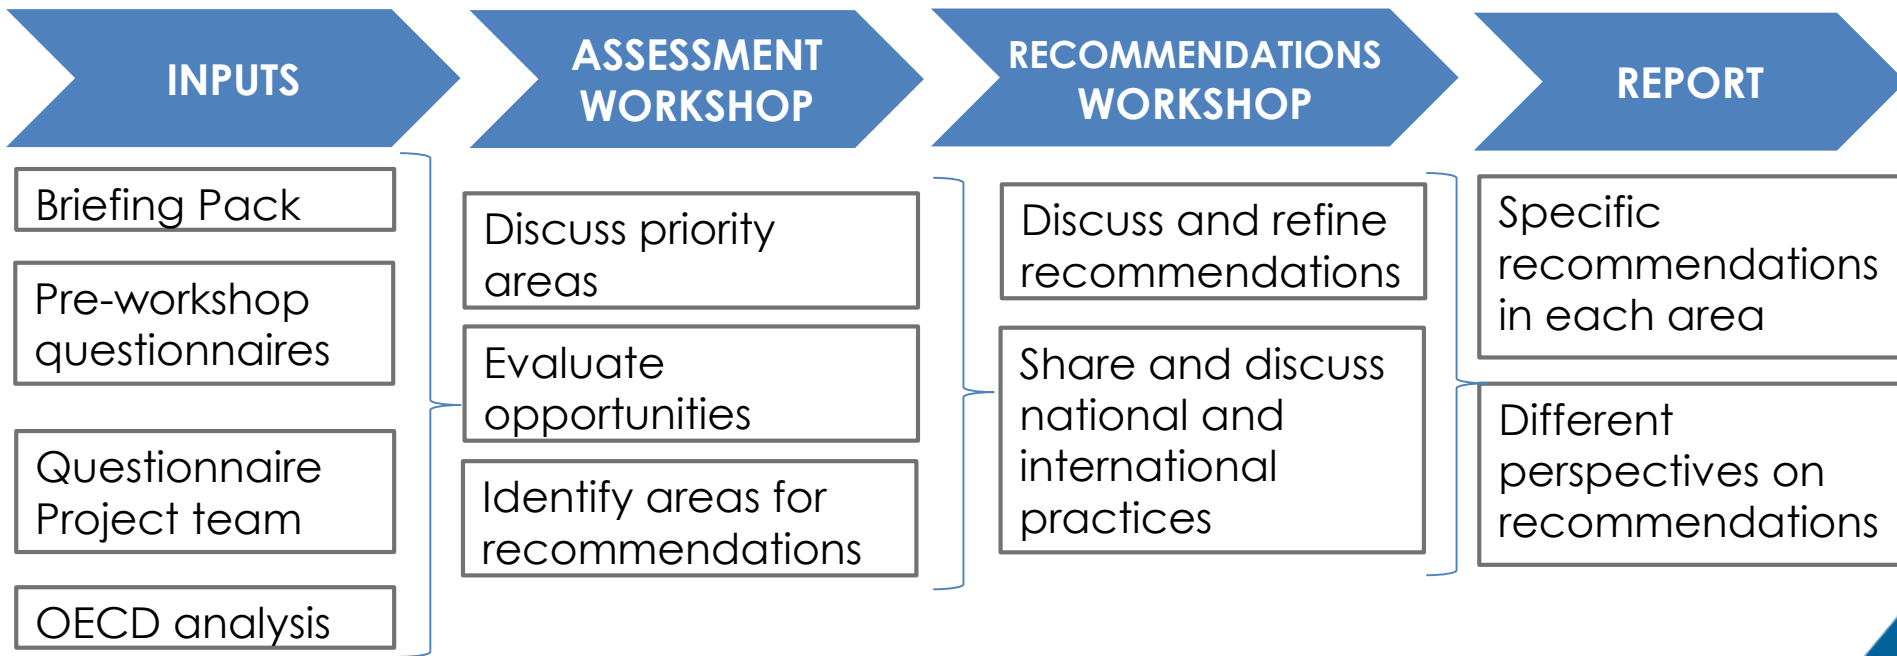 INPUTS
Briefing Pack
Pre-workshop
questionnaires
Questionnaire
Project team
OECD analysis
ASSESSMENT
WORKSHOP
Discuss priority
areas
Evaluate
opportunities
Identify areas for
recommendations
RECOMMENDATIONS
WORKSHOP
Discuss and refine
recommendations
Share and discuss
national and
international
practices
REPORT
Specific
recommendations
in each area
Different
perspectives on
recommendations